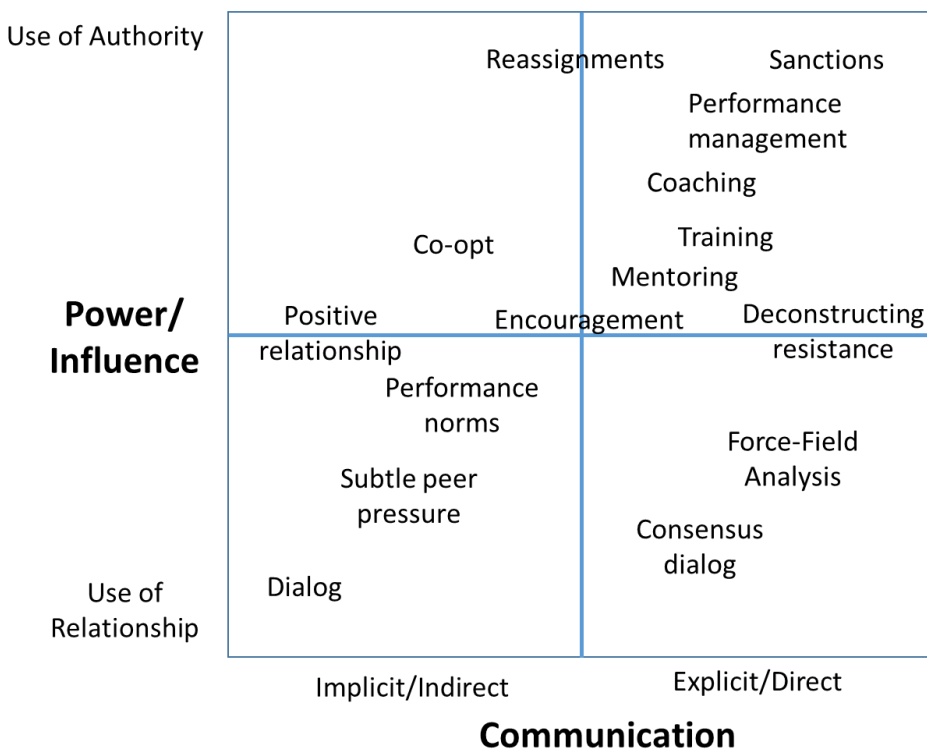 Use of Authority
Reassignments
Sanctions
Performance
management
Coaching
Co-opt
Training
Mentoring
Power/
Influence
Positive
relationship
Encouragement
Deconstructing
resistance
Performance
norms
Subtle peer
pressure
Force-Field
Analysis
Consensus
dialog
Dialog
Use of
Relationship
Implicit/Indirect
Explicit/Direct
Communication